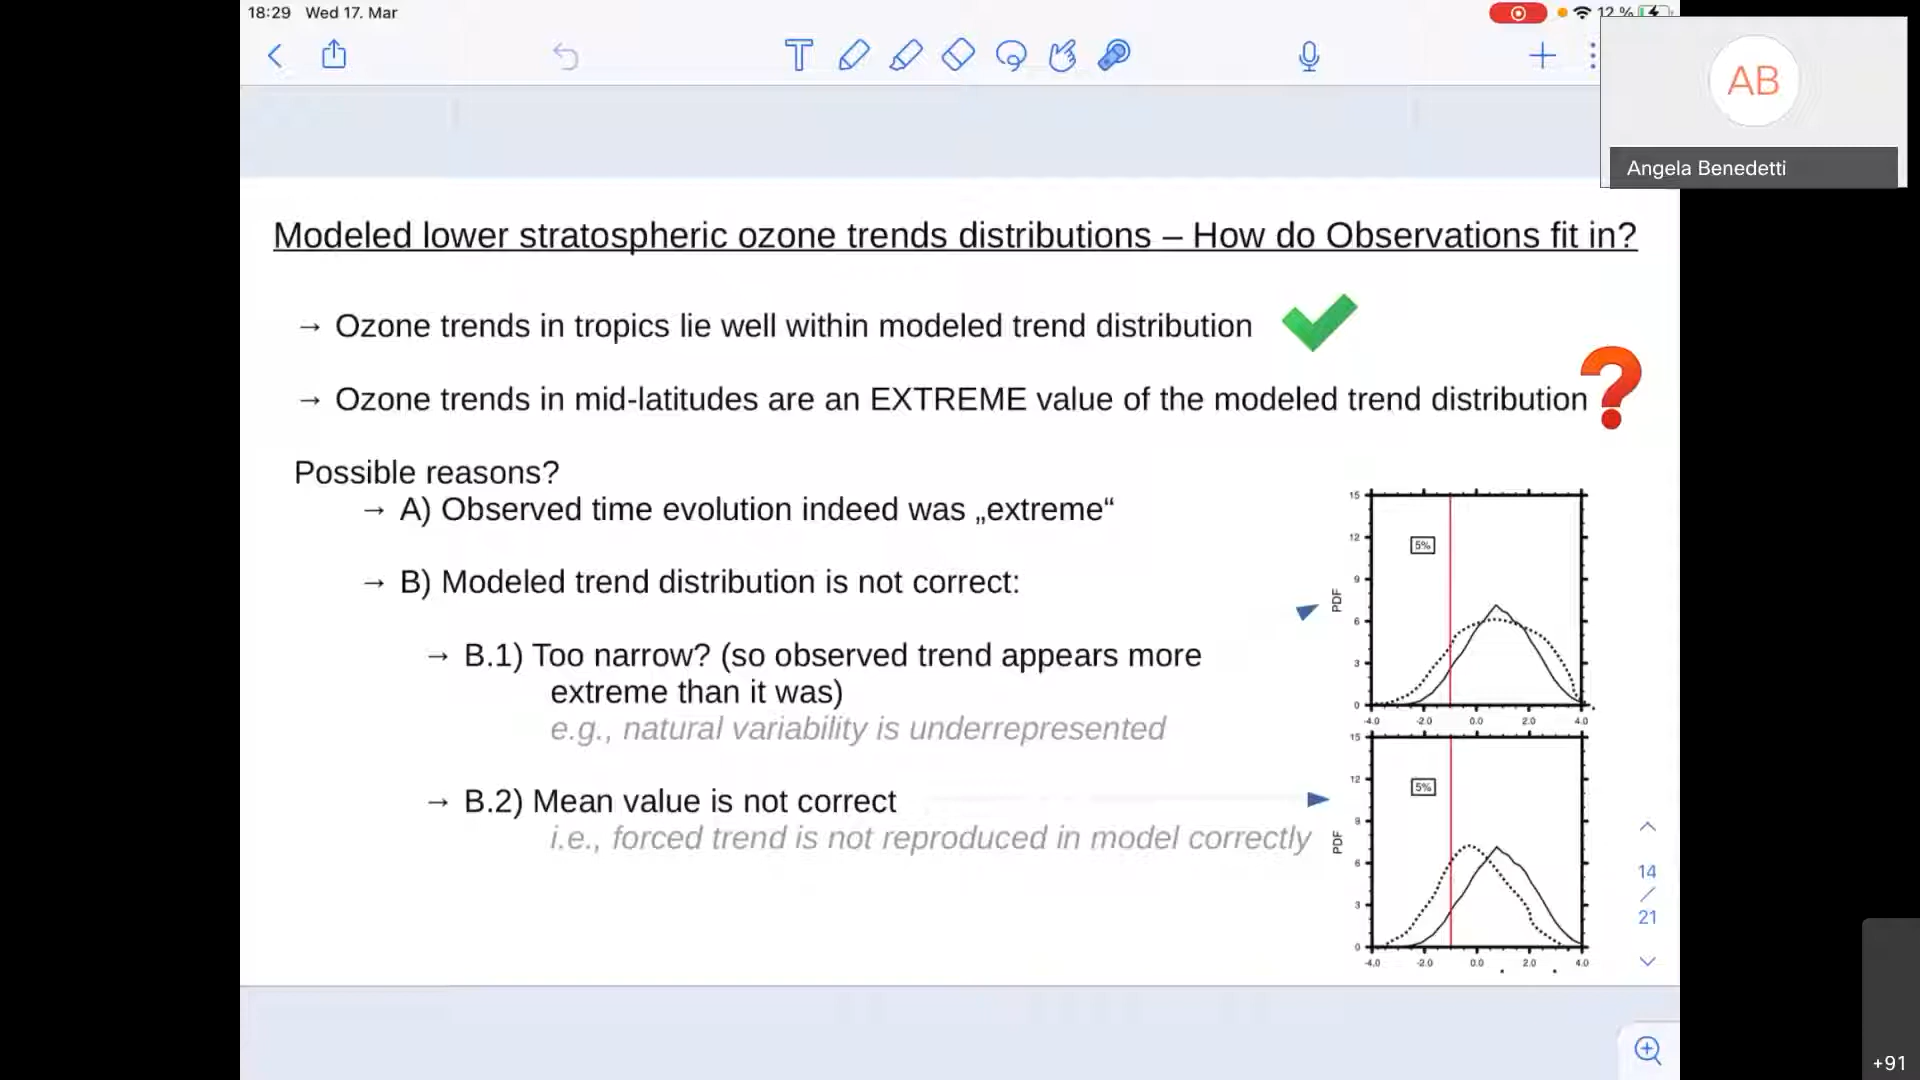 18:29 Wed 17. Mar
12 %
AB
Angela Benedetti
Modeled lower stratospheric ozone trends distributions – How do Observations fit in?
→ Ozone trends in tropics lie well within modeled trend distribution
→ Ozone trends in mid-latitudes are an EXTREME value of the modeled trend distribution
Possible reasons?
→ A) Observed time evolution indeed was „extreme“
→ B) Modeled trend distribution is not correct:
→ B.1) Too narrow? (so observed trend appears more
extreme than it was)
e.g., natural variability is underrepresented
→ B.2) Mean value is not correct
i.e., forced trend is not reproduced in model correctly
15
12
9
6
3
0
PDF
5%
-4.0 -2.0 0.0 2.0 4.0
15
12
9
6
3
0
PDF
5%
-4.0 -2.0 0.0 2.0 4.0
14
/
21
+91